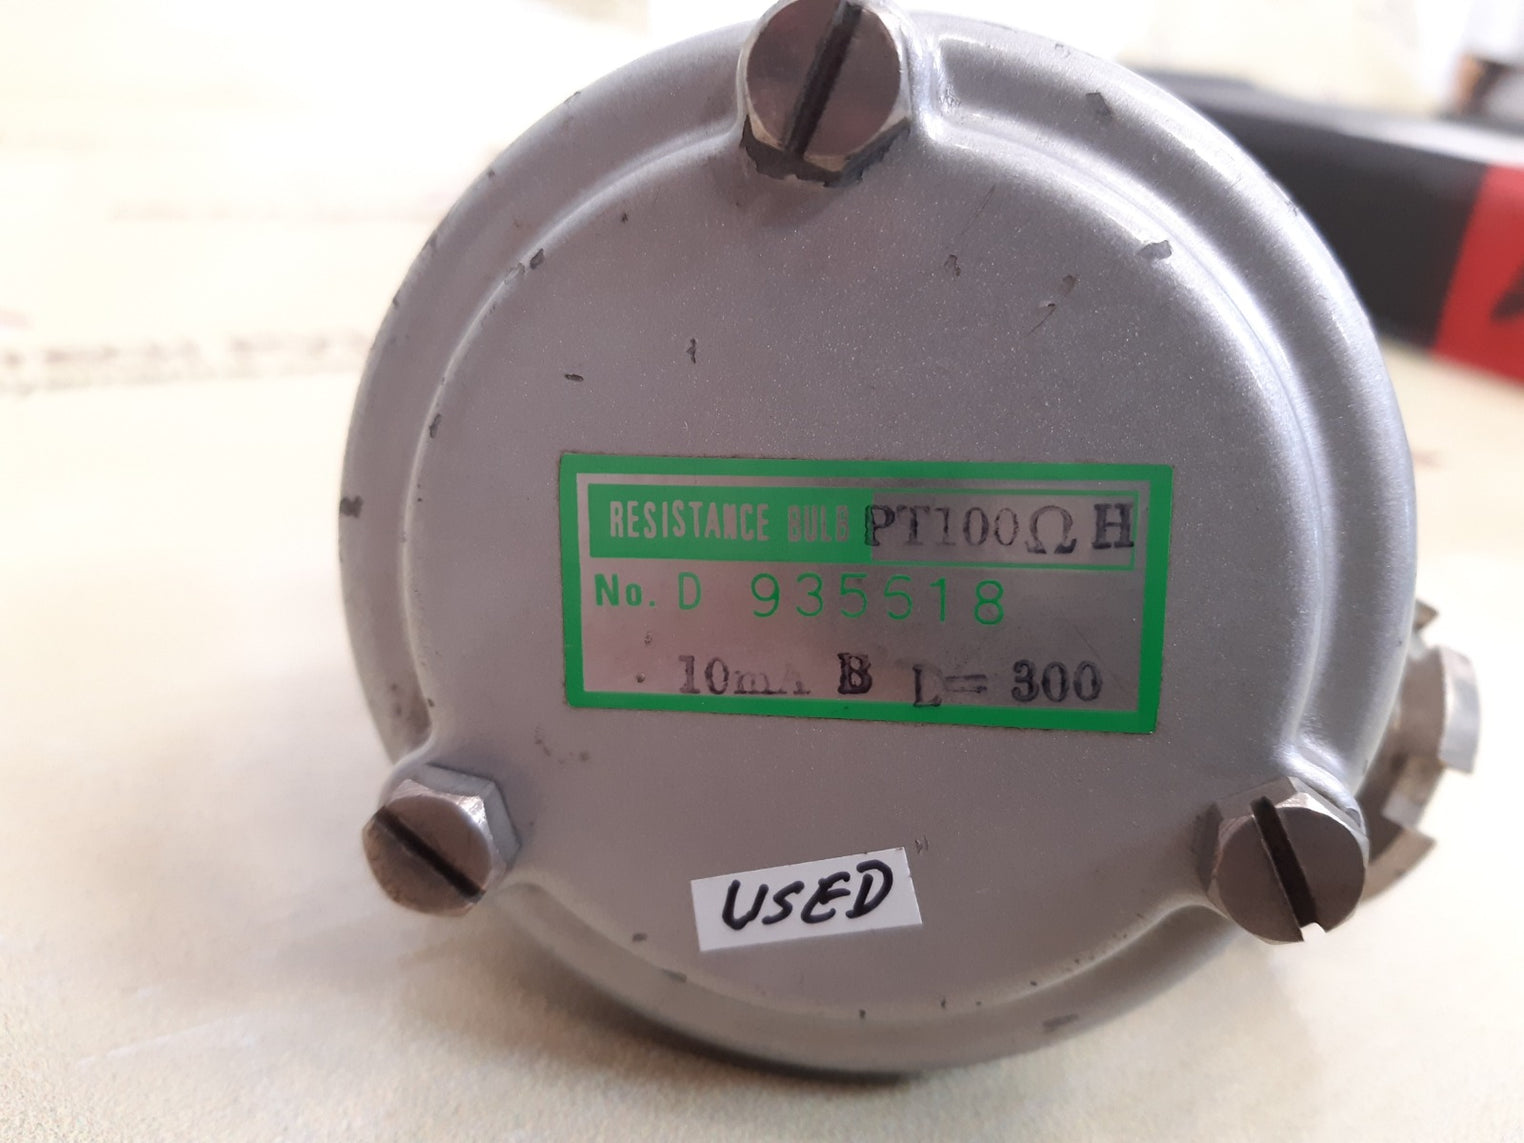 RESISTANCE BULB PT100Ω H
No. D 935518
10mA B L= 300
USED